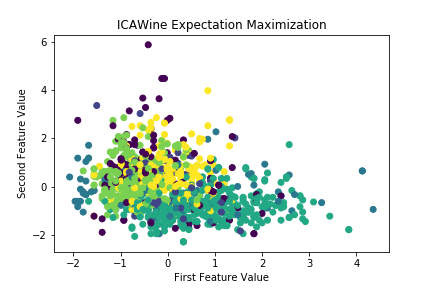 ICAWine Expectation Maximization
6
4
2
0
−2
Second Feature Value
−2 −1 0 1 2 3 4
First Feature Value